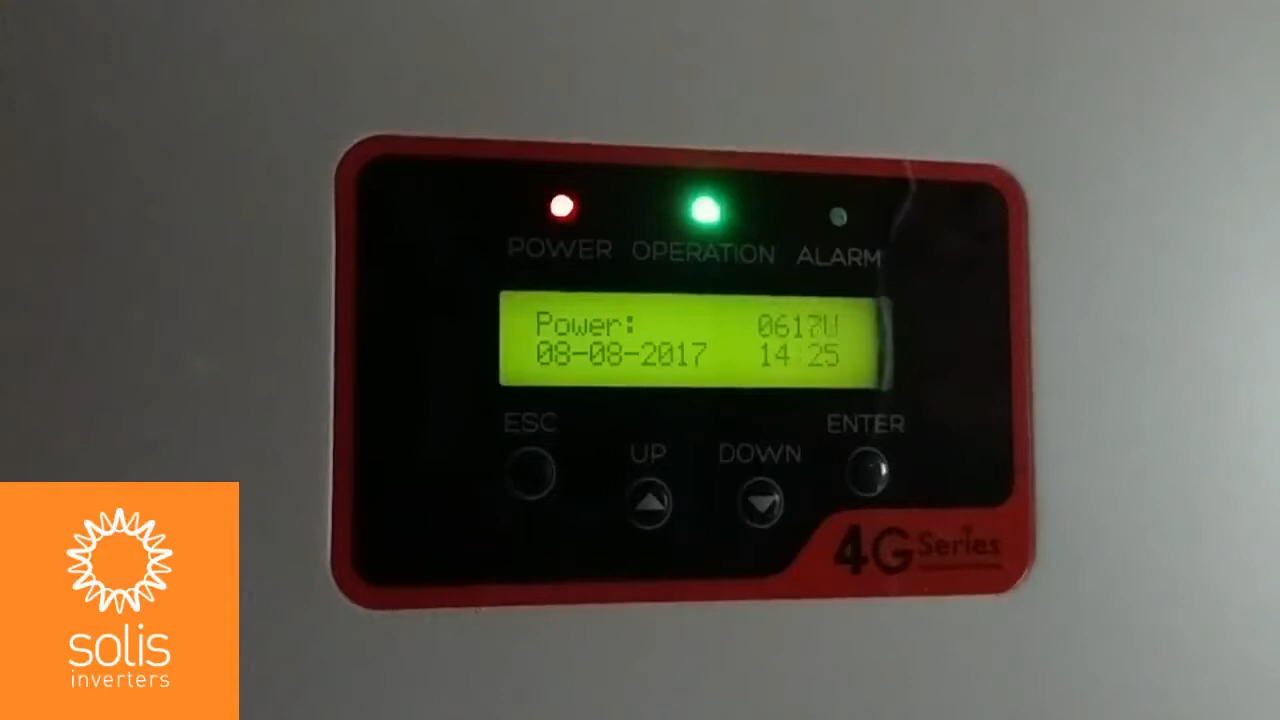 POWER OPERATION ALARM
Power: 0617W
08-08-2017 14:25
ESC ENTER
UP DOWN
4G Series
solis
inverters